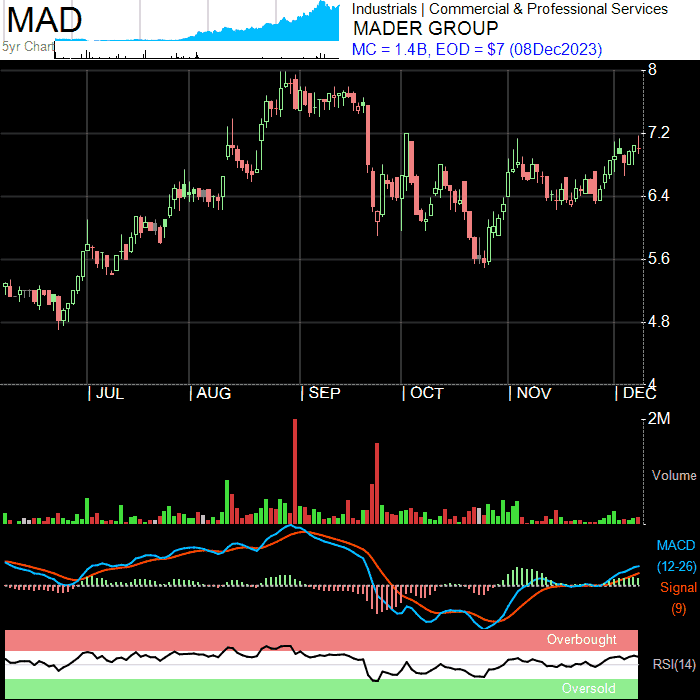 MAD
5yr Chart
Industrials | Commercial & Professional Services
MADER GROUP
MC = 1.4B, EOD = $7 (08Dec2023)
8
7.2
6.4
5.6
4.8
4
JUL
AUG
SEP
OCT
NOV
DEC
2M
Volume
MACD
(12-26)
Signal
(9)
Overbought
RSI(14)
Oversold